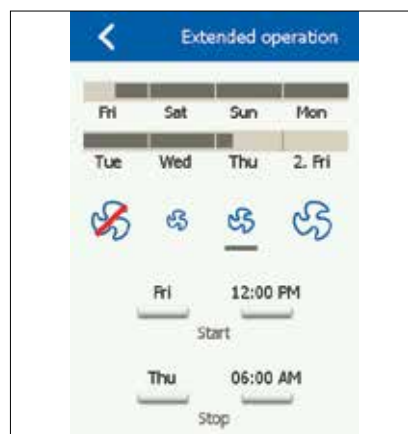 Extended operation
Fri Sat Sun Mon
Tue Wed Thu 2. Fri
Fri 12:00 PM
Start
Thu 06:00 AM
Stop